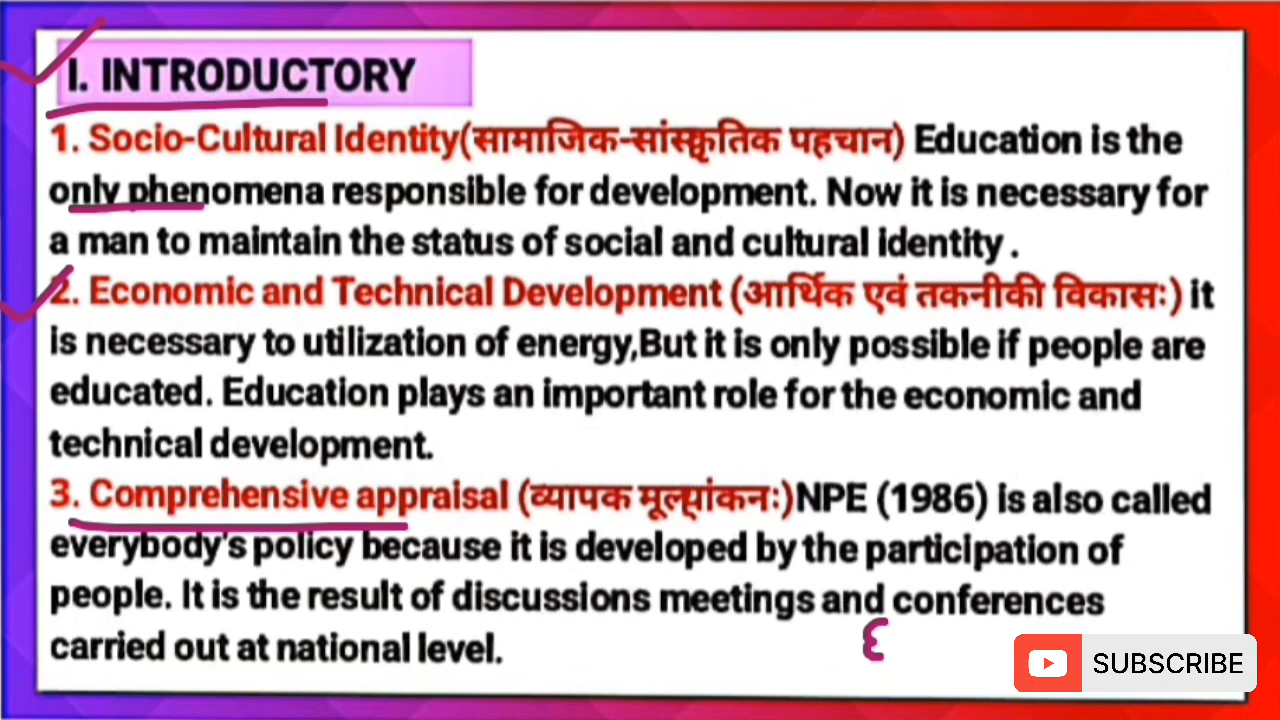 I. INTRODUCTORY
1. Socio-Cultural Identity(सामाजिक-सांस्कृतिक पहचान) Education is the
only phenomena responsible for development. Now it is necessary for
a man to maintain the status of social and cultural identity .
2. Economic and Technical Development (आर्थिक एवं तकनीकी विकासः) it
is necessary to utilization of energy,But it is only possible if people are
educated. Education plays an important role for the economic and
technical development.
3. Comprehensive appraisal (व्यापक मूल्यांकनः)NPE (1986) is also called
everybody's policy because it is developed by the participation of
people. It is the result of discussions meetings and conferences
carried out at national level.
SUBSCRIBE